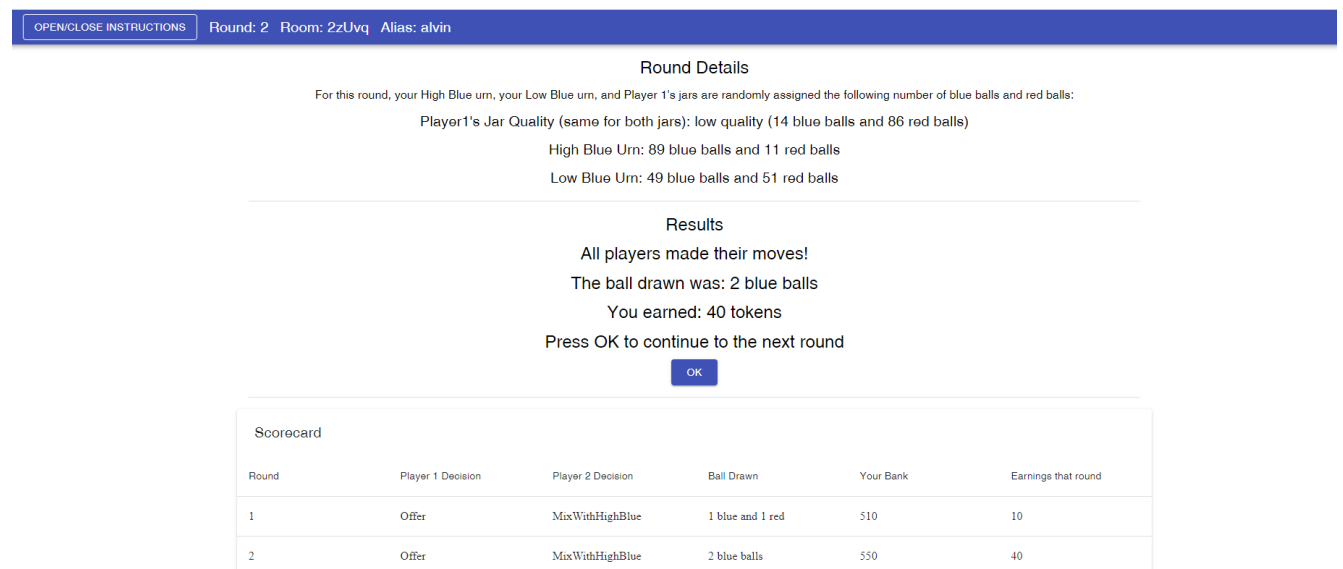 OPEN/CLOSE INSTRUCTIONS Round: 2 Room: 2zUvq Alias: alvin
Round Details
For this round, your High Blue urn, your Low Blue urn, and Player 1's jars are randomly assigned the following number of blue balls and red balls:
Player1's Jar Quality (same for both jars): low quality (14 blue balls and 86 red balls)
High Blue Urn: 89 blue balls and 11 red balls
Low Blue Urn: 49 blue balls and 51 red balls
Results
All players made their moves!
The ball drawn was: 2 blue balls
You earned: 40 tokens
Press OK to continue to the next round
OK
Scorecard
Round Player 1 Decision Player 2 Decision Ball Drawn Your Bank Earnings that round
1 Offer MixWithHighBlue 1 blue and 1 red 510 10
2 Offer MixWithHighBlue 2 blue balls 550 40